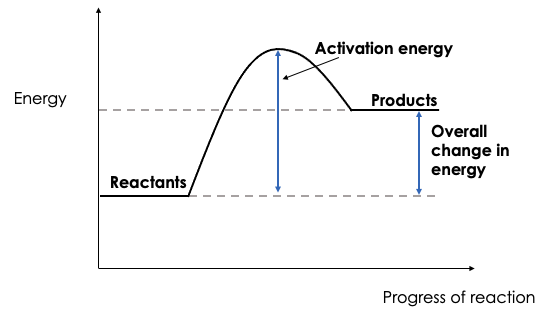 Activation energy
Energy
Products
Overall
change in
energy
Reactants
Progress of reaction